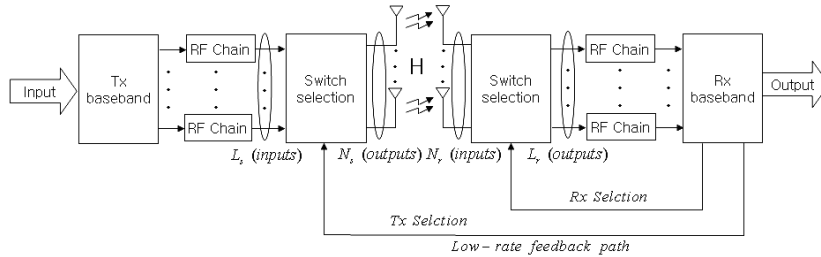 RF Chain
RF Chain
Tx
baseband
Switch
selection
H
Switch
selection
Rx
baseband
Input
Output
RF Chain
RF Chain
L_s (inputs)
N_s (outputs)
N_r (inputs)
L_r (outputs)
Rx Selction
Tx Selction
Low-rate feedback path